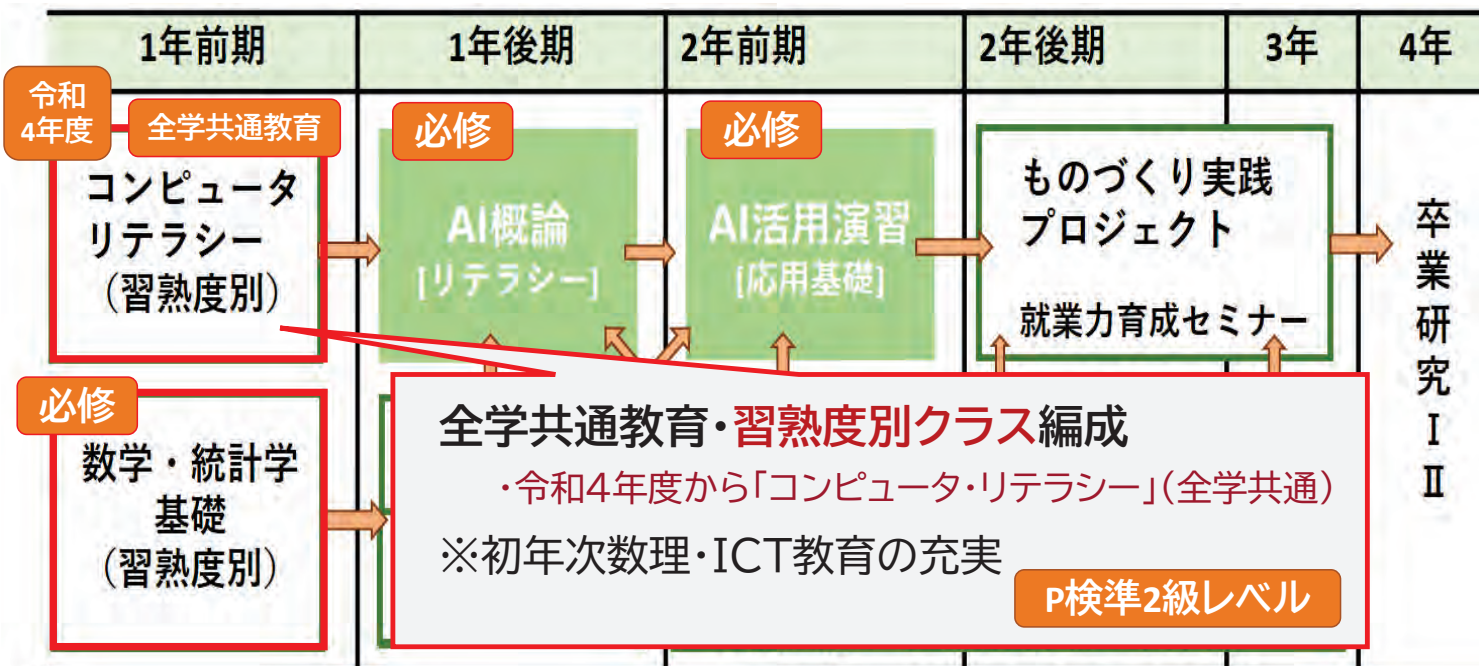 1年前期
1年後期
2年前期
2年後期
3年
4年
令和
4年度
全学共通教育
コンピュータ
リテラシー
（習熟度別）
必修
AI概論
[リテラシー]
必修
AI活用演習
[応用基礎]
ものづくり実践
プロジェクト
就業力育成セミナー
卒業研究ⅠⅡ
必修
数学・統計学
基礎
（習熟度別）
全学共通教育・習熟度別クラス編成
・令和4年度から「コンピュータ・リテラシー」（全学共通）
※初年次数理・ICT教育の充実
P検準2級レベル